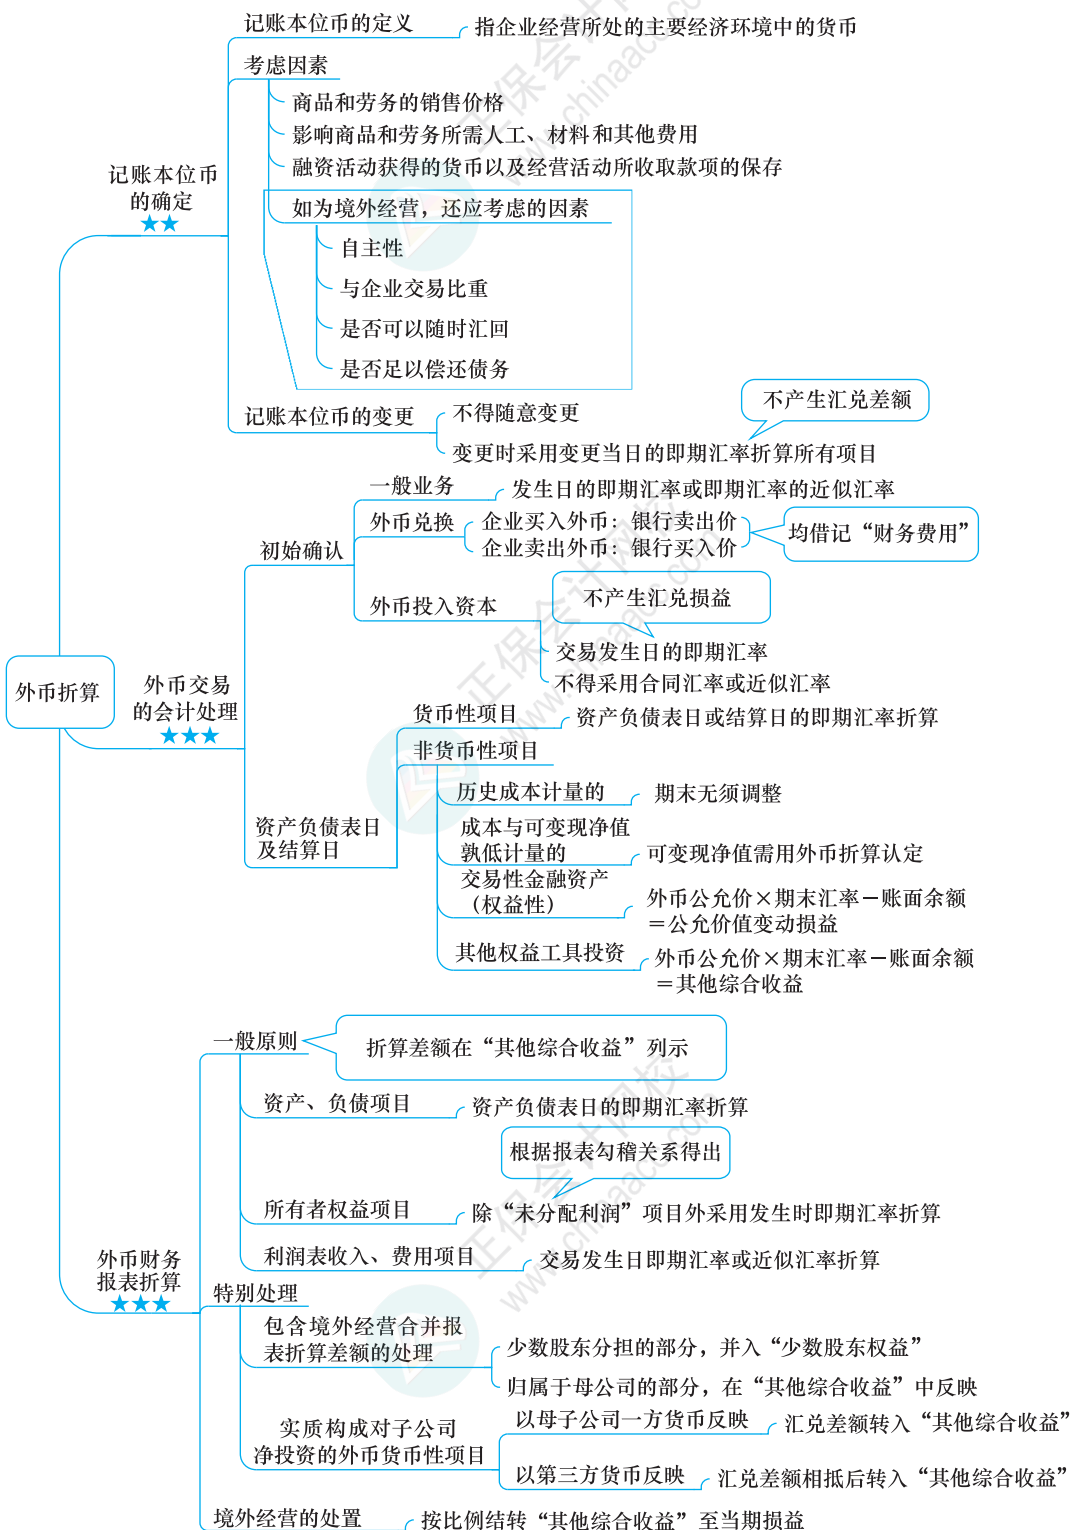 外币折算
记账本位币
的确定
★★
记账本位币的定义
指企业经营所处的主要经济环境中的货币
考虑因素
商品和劳务的销售价格
影响商品和劳务所需人工、材料和其他费用
融资活动获得的货币以及经营活动所收取款项的保存
如为境外经营，还应考虑的因素
自主性
与企业交易比重
是否可以随时汇回
是否足以偿还债务
记账本位币的变更
不得随意变更
不产生汇兑差额
变更时采用变更当日的即期汇率折算所有项目
外币交易
的会计处理
★★★
初始确认
一般业务
发生日的即期汇率或即期汇率的近似汇率
外币兑换
企业买入外币：银行卖出价
企业卖出外币：银行买入价
均借记“财务费用”
外币投入资本
不产生汇兑损益
交易发生日的即期汇率
不得采用合同汇率或近似汇率
资产负债表日
及结算日
货币性项目
资产负债表日或结算日的即期汇率折算
非货币性项目
历史成本计量的
期末无须调整
成本与可变现净值
孰低计量的
可变现净值需用外币折算认定
交易性金融资产
（权益性）
外币公允价×期末汇率－账面余额
＝公允价值变动损益
其他权益工具投资
外币公允价×期末汇率－账面余额
＝其他综合收益
外币财务
报表折算
★★★
一般原则
折算差额在“其他综合收益”列示
资产、负债项目
资产负债表日的即期汇率折算
根据报表勾稽关系得出
所有者权益项目
除“未分配利润”项目外采用发生时即期汇率折算
利润表收入、费用项目
交易发生日即期汇率或近似汇率折算
特别处理
包含境外经营合并报
表折算差额的处理
少数股东分担的部分，并入“少数股东权益”
归属于母公司的部分，在“其他综合收益”中反映
实质构成对子公司
净投资的外币货币性项目
以母子公司一方货币反映
汇兑差额转入“其他综合收益”
以第三方货币反映
汇兑差额相抵后转入“其他综合收益”
境外经营的处置
按比例结转“其他综合收益”至当期损益
正保会计网校
www.chinaacc.com
正保会计网校
www.chinaacc.com
正保会计网校
www.chinaacc.com